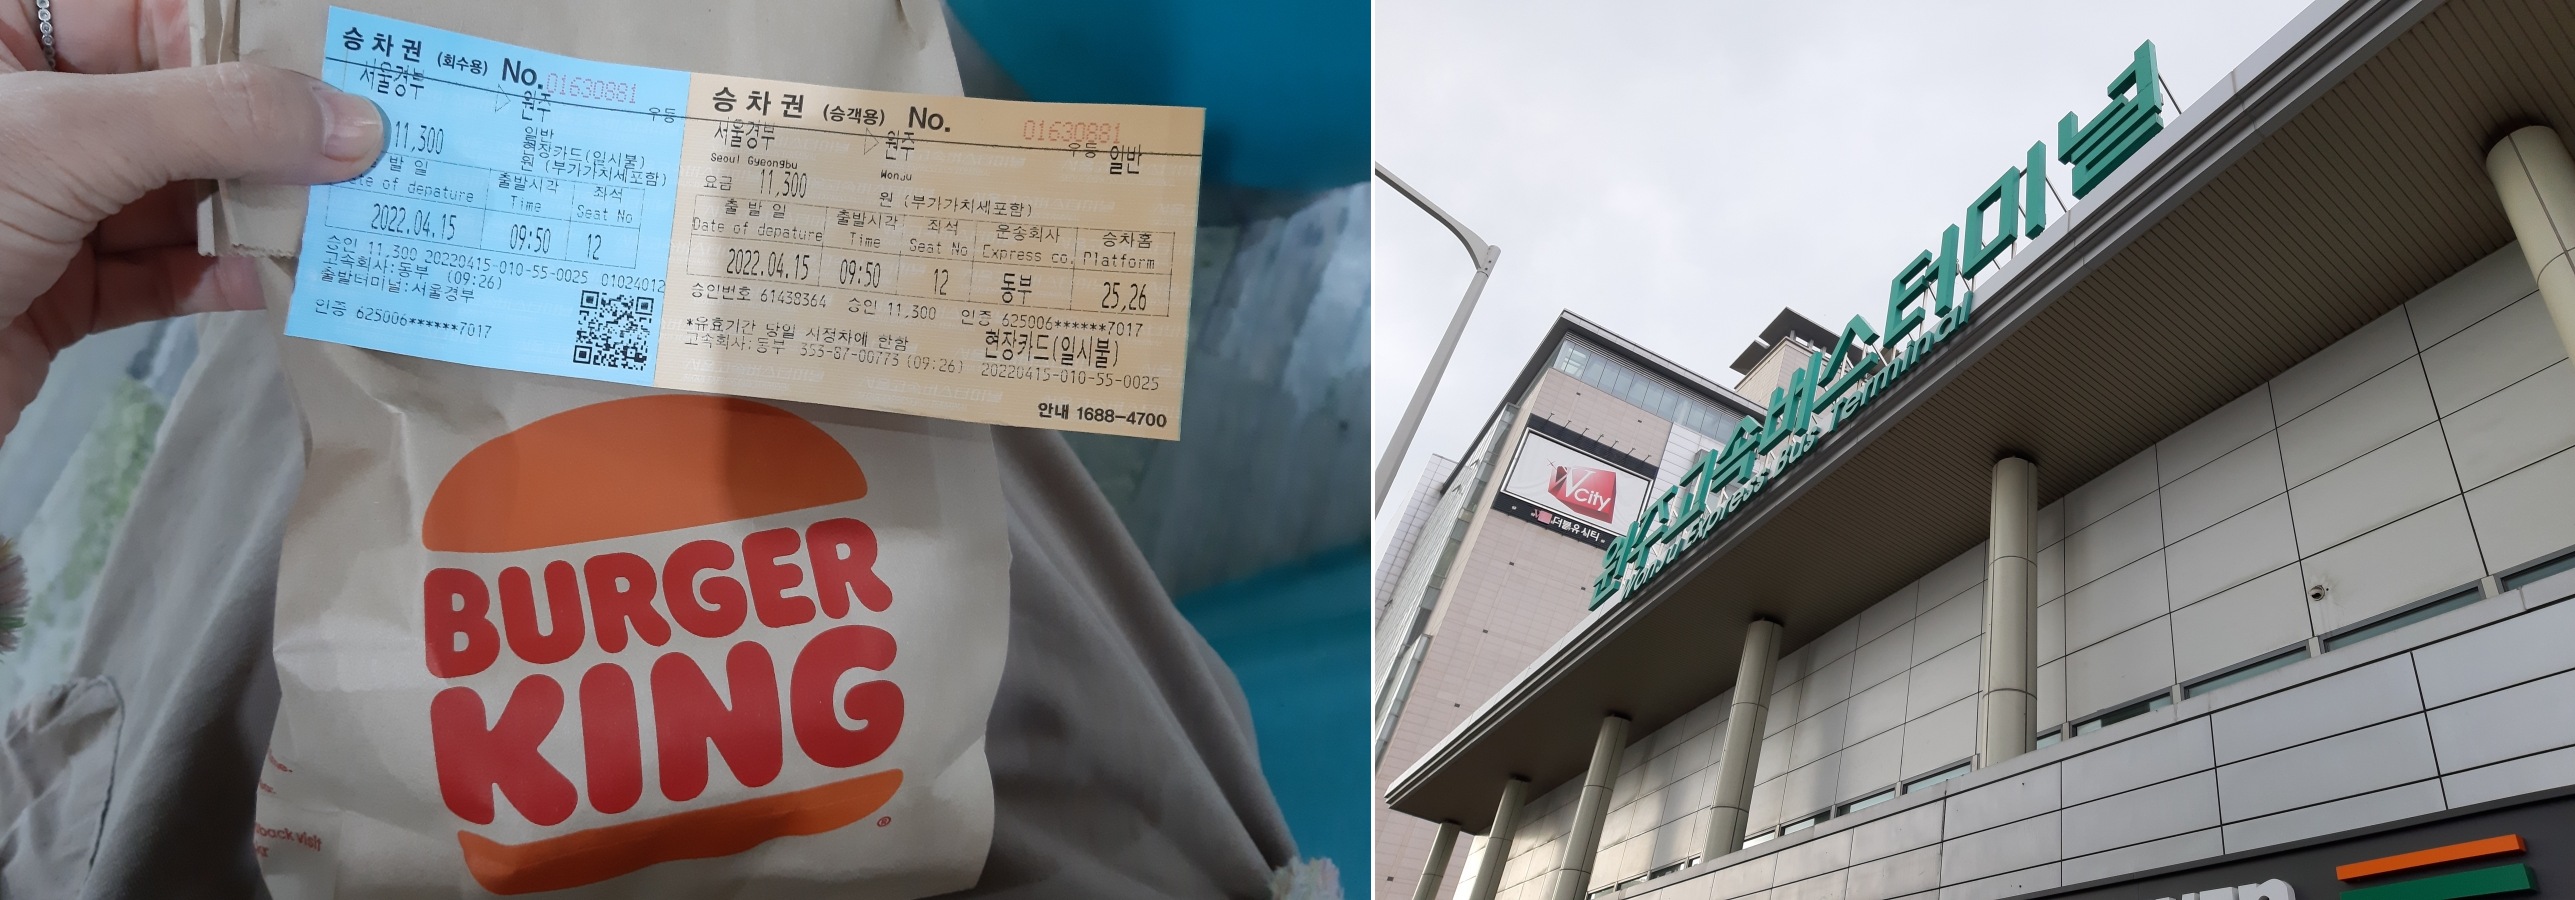 승차권 (회수용) No.01630881
서울경부 ▷ 원주
우등
11,300
일반
현장카드(일시불)
원 (부가가치세포함)
발 일 출발시각 좌석
of depature Time Seat No
2022.04.15 09:50 12
승인 11,300 20220415-010-55-0025 01024012
고속회사:동부 (09:26)
출발터미널:서울경부
인증 625006******7017
승차권 (승객용) No. 01630881
서울경부 ▷ 원주 우등 일반
Seoul Gyeongbu Wonju
요금 11,300 원 (부가가치세포함)
출 발 일 출발시각 좌석 운송회사 승차홈
Date of depature Time Seat No Express co. Platform
2022.04.15 09:50 12 동부 25,26
승인번호 61438364 승인 11,300 인증 625006******7017
*유효기간 당일 지정차에 한함 현장카드(일시불)
고속회사:동부 353-87-00773 (09:26) 20220415-010-55-0025
안내 1688-4700
BURGER
KING
®
back visit
원주고속버스터미널
Wonju Express Bus Terminal
W City
더블유시티